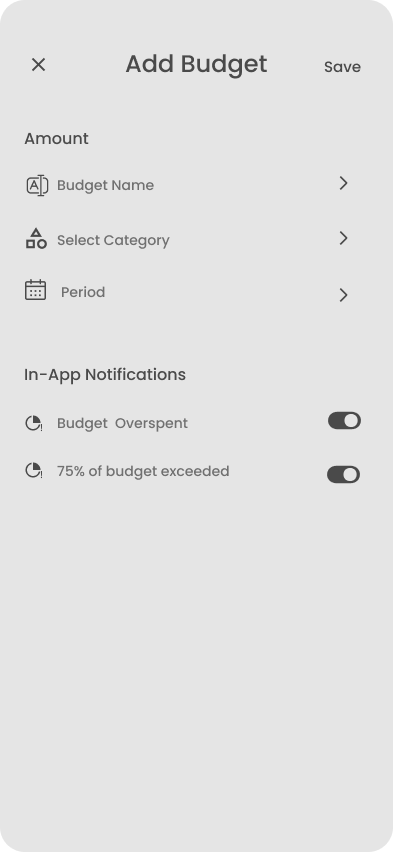 Add Budget
Save
Amount
Budget Name
Select Category
Period
In-App Notifications
Budget  Overspent
75% of budget exceeded